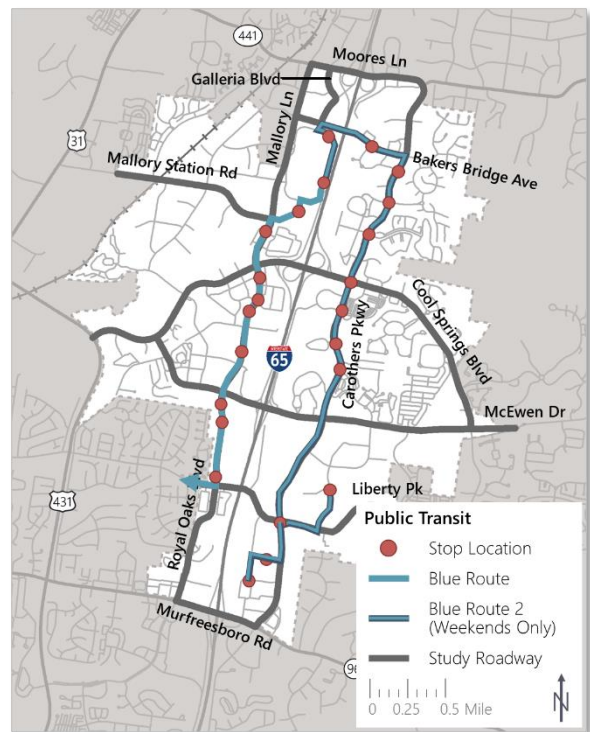 441
Moores Ln
Galleria Blvd
Mallory Ln
31
Mallory Station Rd
Bakers Bridge Ave
Cool Springs Blvd
Carothers Pkwy
INTERSTATE
65
McEwen Dr
431
Royal Oaks Blvd
Liberty Pk
Murfreesboro Rd
Public Transit
Stop Location
Blue Route
Blue Route 2
(Weekends Only)
Study Roadway
0 0.25 0.5 Mile
N